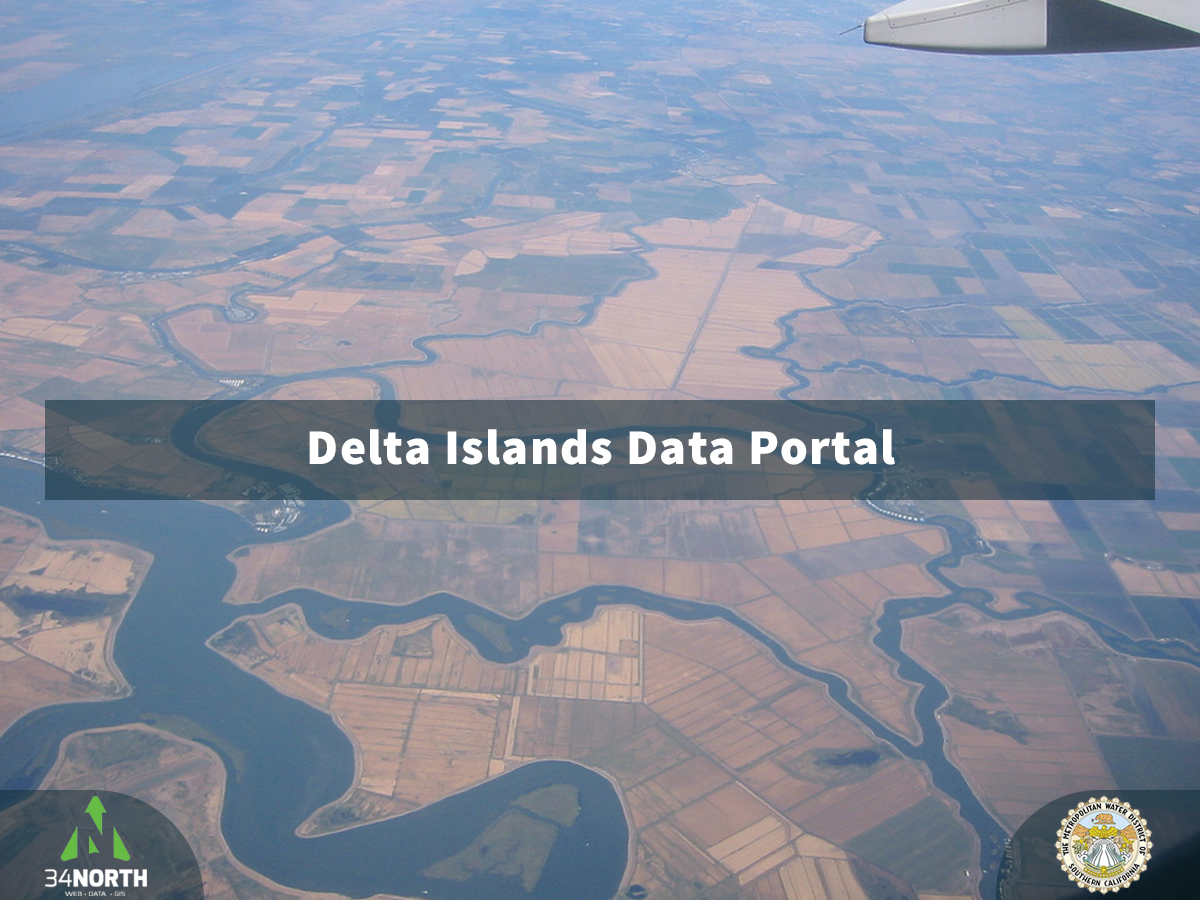 Delta Islands Data Portal
34NORTH
WEB • DATA • GIS
THE METROPOLITAN WATER DISTRICT OF
SOUTHERN CALIFORNIA